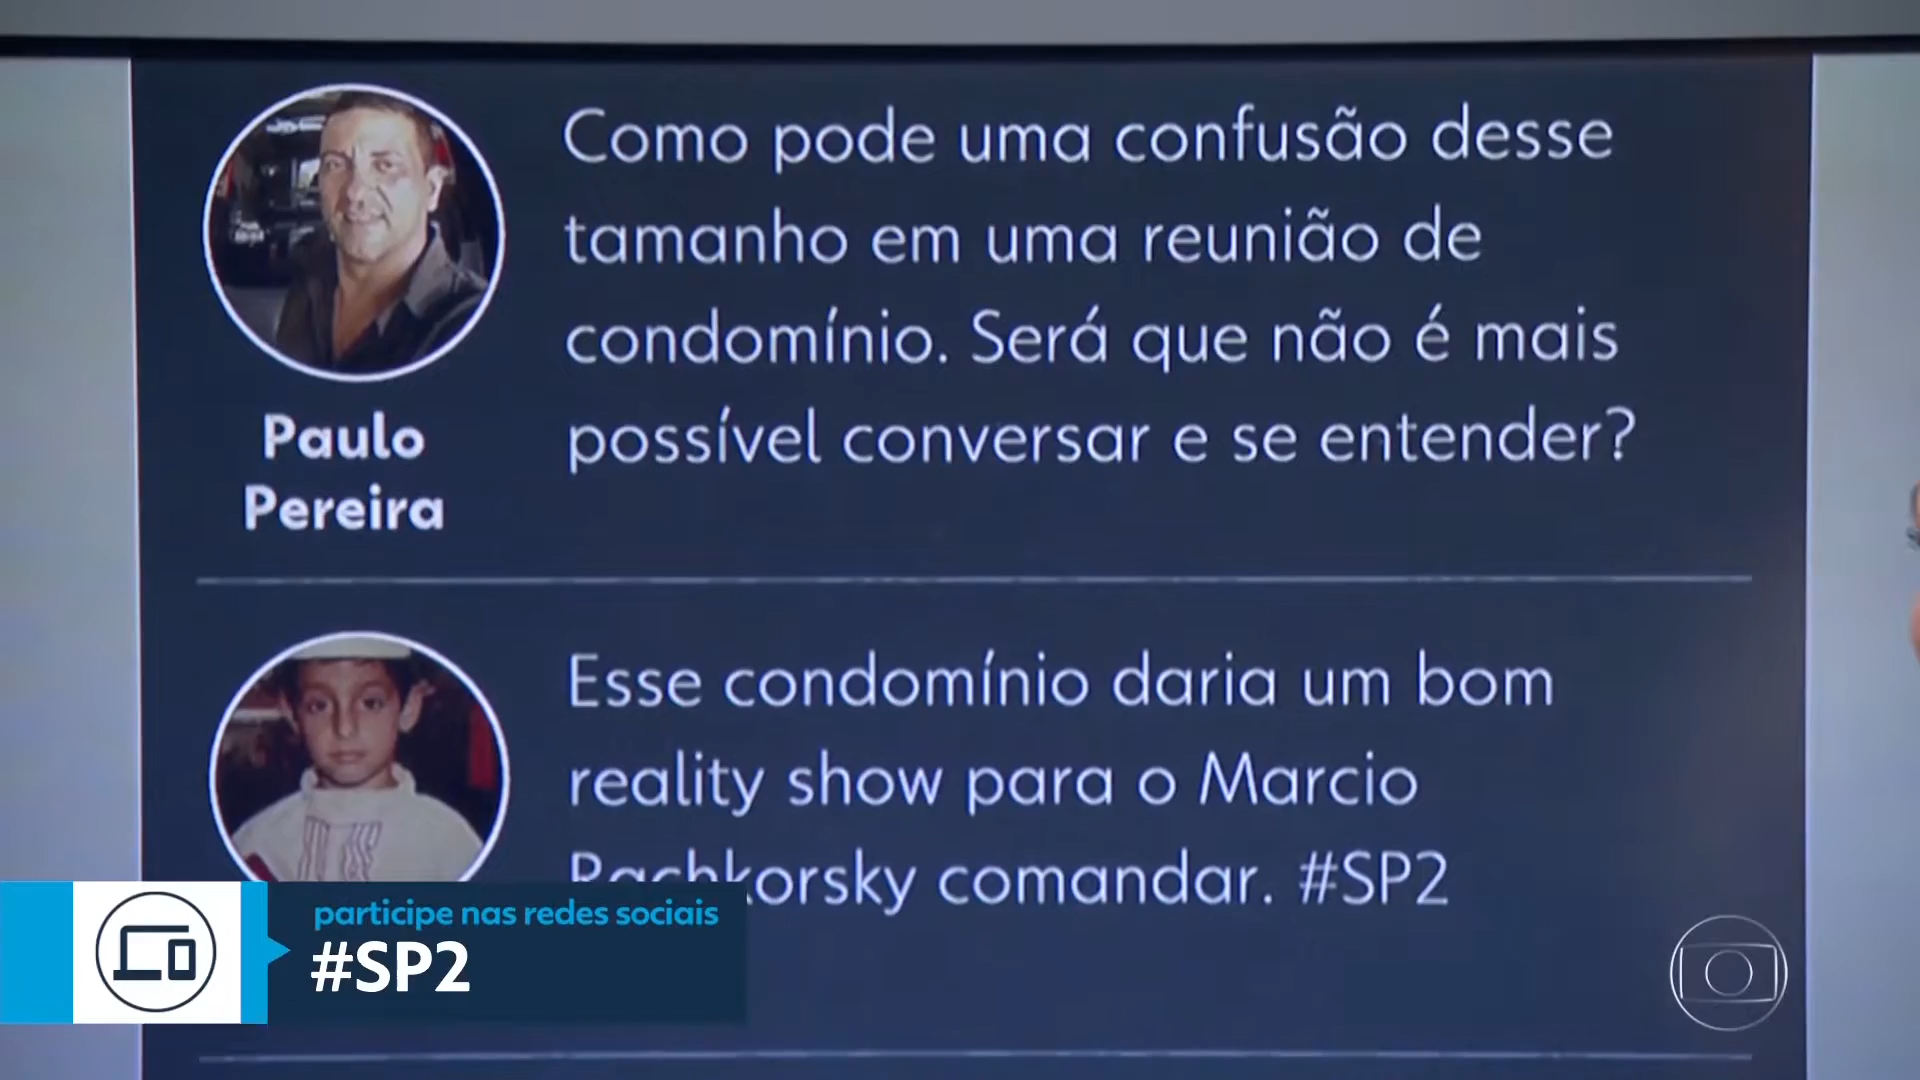 Como pode uma confusão desse
tamanho em uma reunião de
condomínio. Será que não é mais
possível conversar e se entender?
Paulo
Pereira
Esse condomínio daria um bom
reality show para o Marcio
Rachkorsky comandar. #SP2
participe nas redes sociais
#SP2